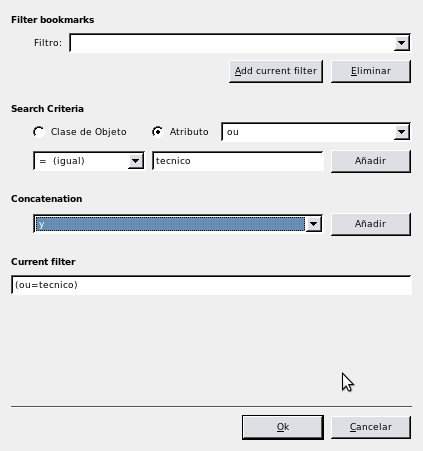 Filter bookmarks
Filtro:
Add current filter Eliminar
Search Criteria
Clase de Objeto Atributo ou
= (igual) tecnico Añadir
Concatenation
y Añadir
Current filter
(ou=tecnico)
Ok Cancelar